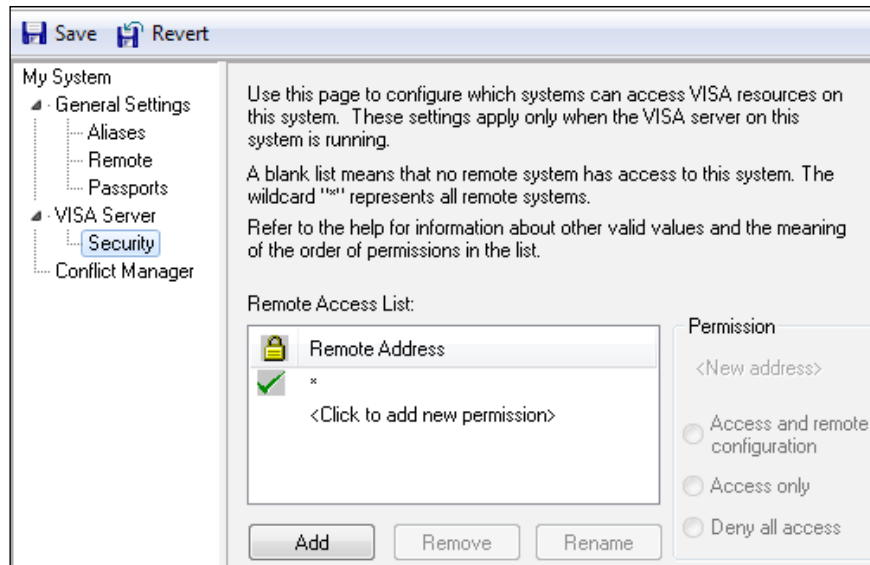 Save Revert
My System
General Settings
Aliases
Remote
Passports
VISA Server
Security
Conflict Manager
Use this page to configure which systems can access VISA resources on
this system. These settings apply only when the VISA server on this
system is running.
A blank list means that no remote system has access to this system. The
wildcard "*" represents all remote systems.
Refer to the help for information about other valid values and the meaning
of the order of permissions in the list.
Remote Access List:
Remote Address
*
<Click to add new permission>
Add Remove Rename
Permission
<New address>
Access and remote
configuration
Access only
Deny all access